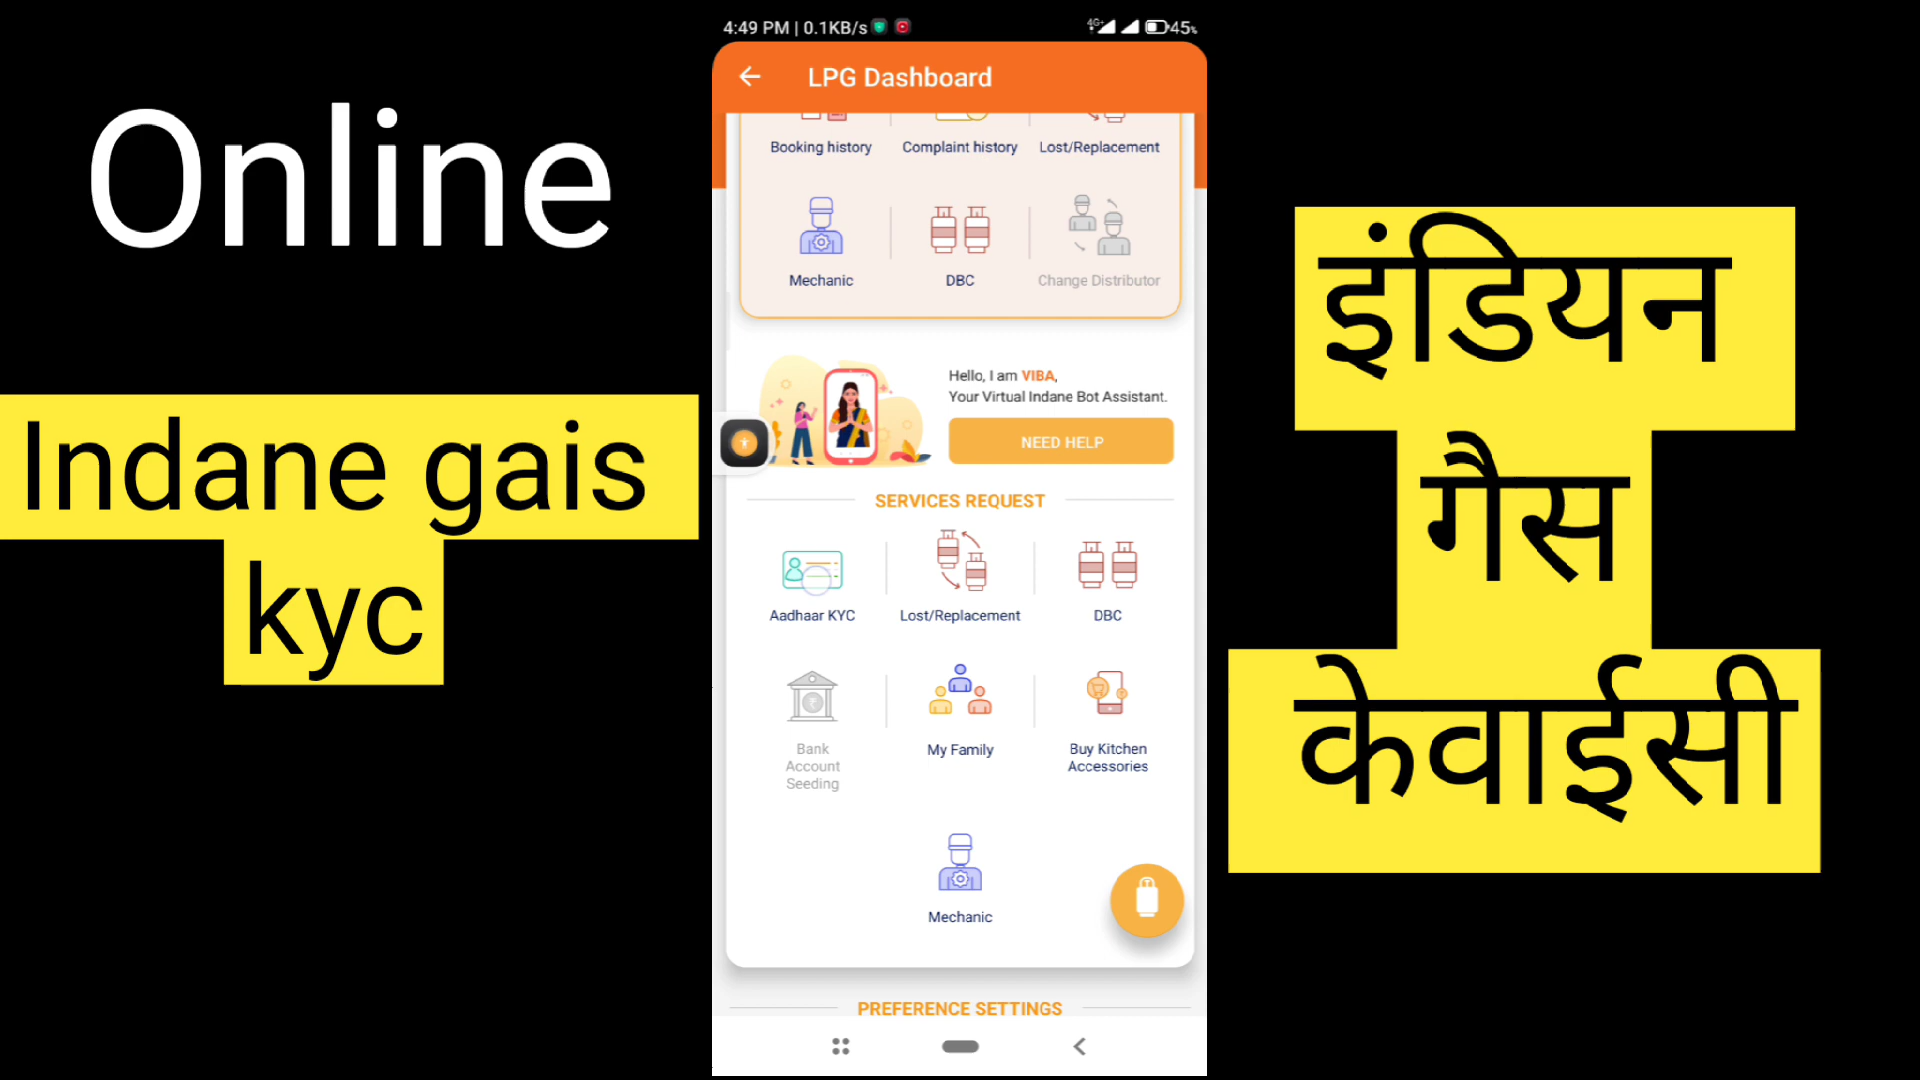 Online
Indane gais
kyc
4:49 PM | 0.1KB/s
4G+
45%
LPG Dashboard
Booking history
Complaint history
Lost/Replacement
Mechanic
DBC
Change Distributor
Hello, I am VIBA,
Your Virtual Indane Bot Assistant.
NEED HELP
SERVICES REQUEST
Aadhaar KYC
Lost/Replacement
DBC
Bank
Account
Seeding
My Family
Buy Kitchen
Accessories
Mechanic
PREFERENCE SETTINGS
इंडियन
गैस
केवाईसी